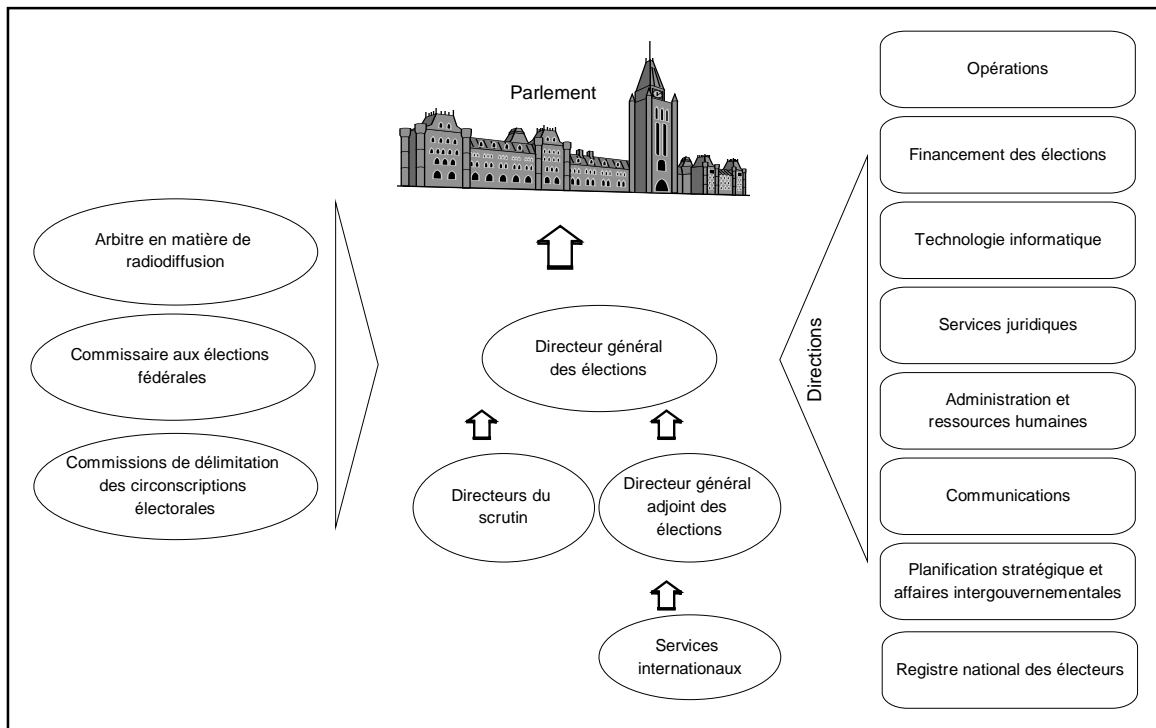 Parlement
Arbitre en matière de
radiodiffusion
Commissaire aux élections
fédérales
Commissions de délimitation
des circonscriptions
électorales
Directeur général
des élections
Directeurs du
scrutin
Directeur général
adjoint des
élections
Services
internationaux
Directions
Opérations
Financement des élections
Technologie informatique
Services juridiques
Administration et
ressources humaines
Communications
Planification stratégique et
affaires intergouvernementales
Registre national des électeurs